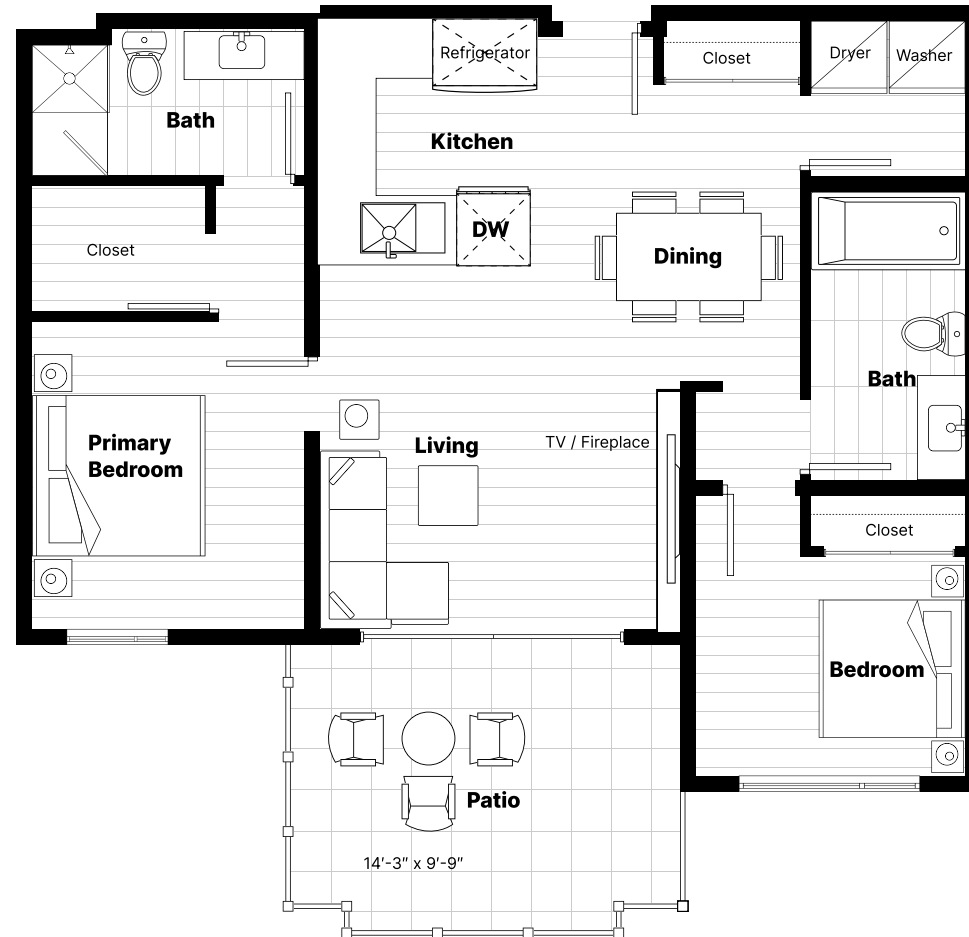 Refrigerator
Closet
Dryer
Washer
Bath
Kitchen
DW
Closet
Dining
Bath
Primary
Bedroom
Living
TV / Fireplace
Closet
Bedroom
Patio
14′-3″ x 9′-9″